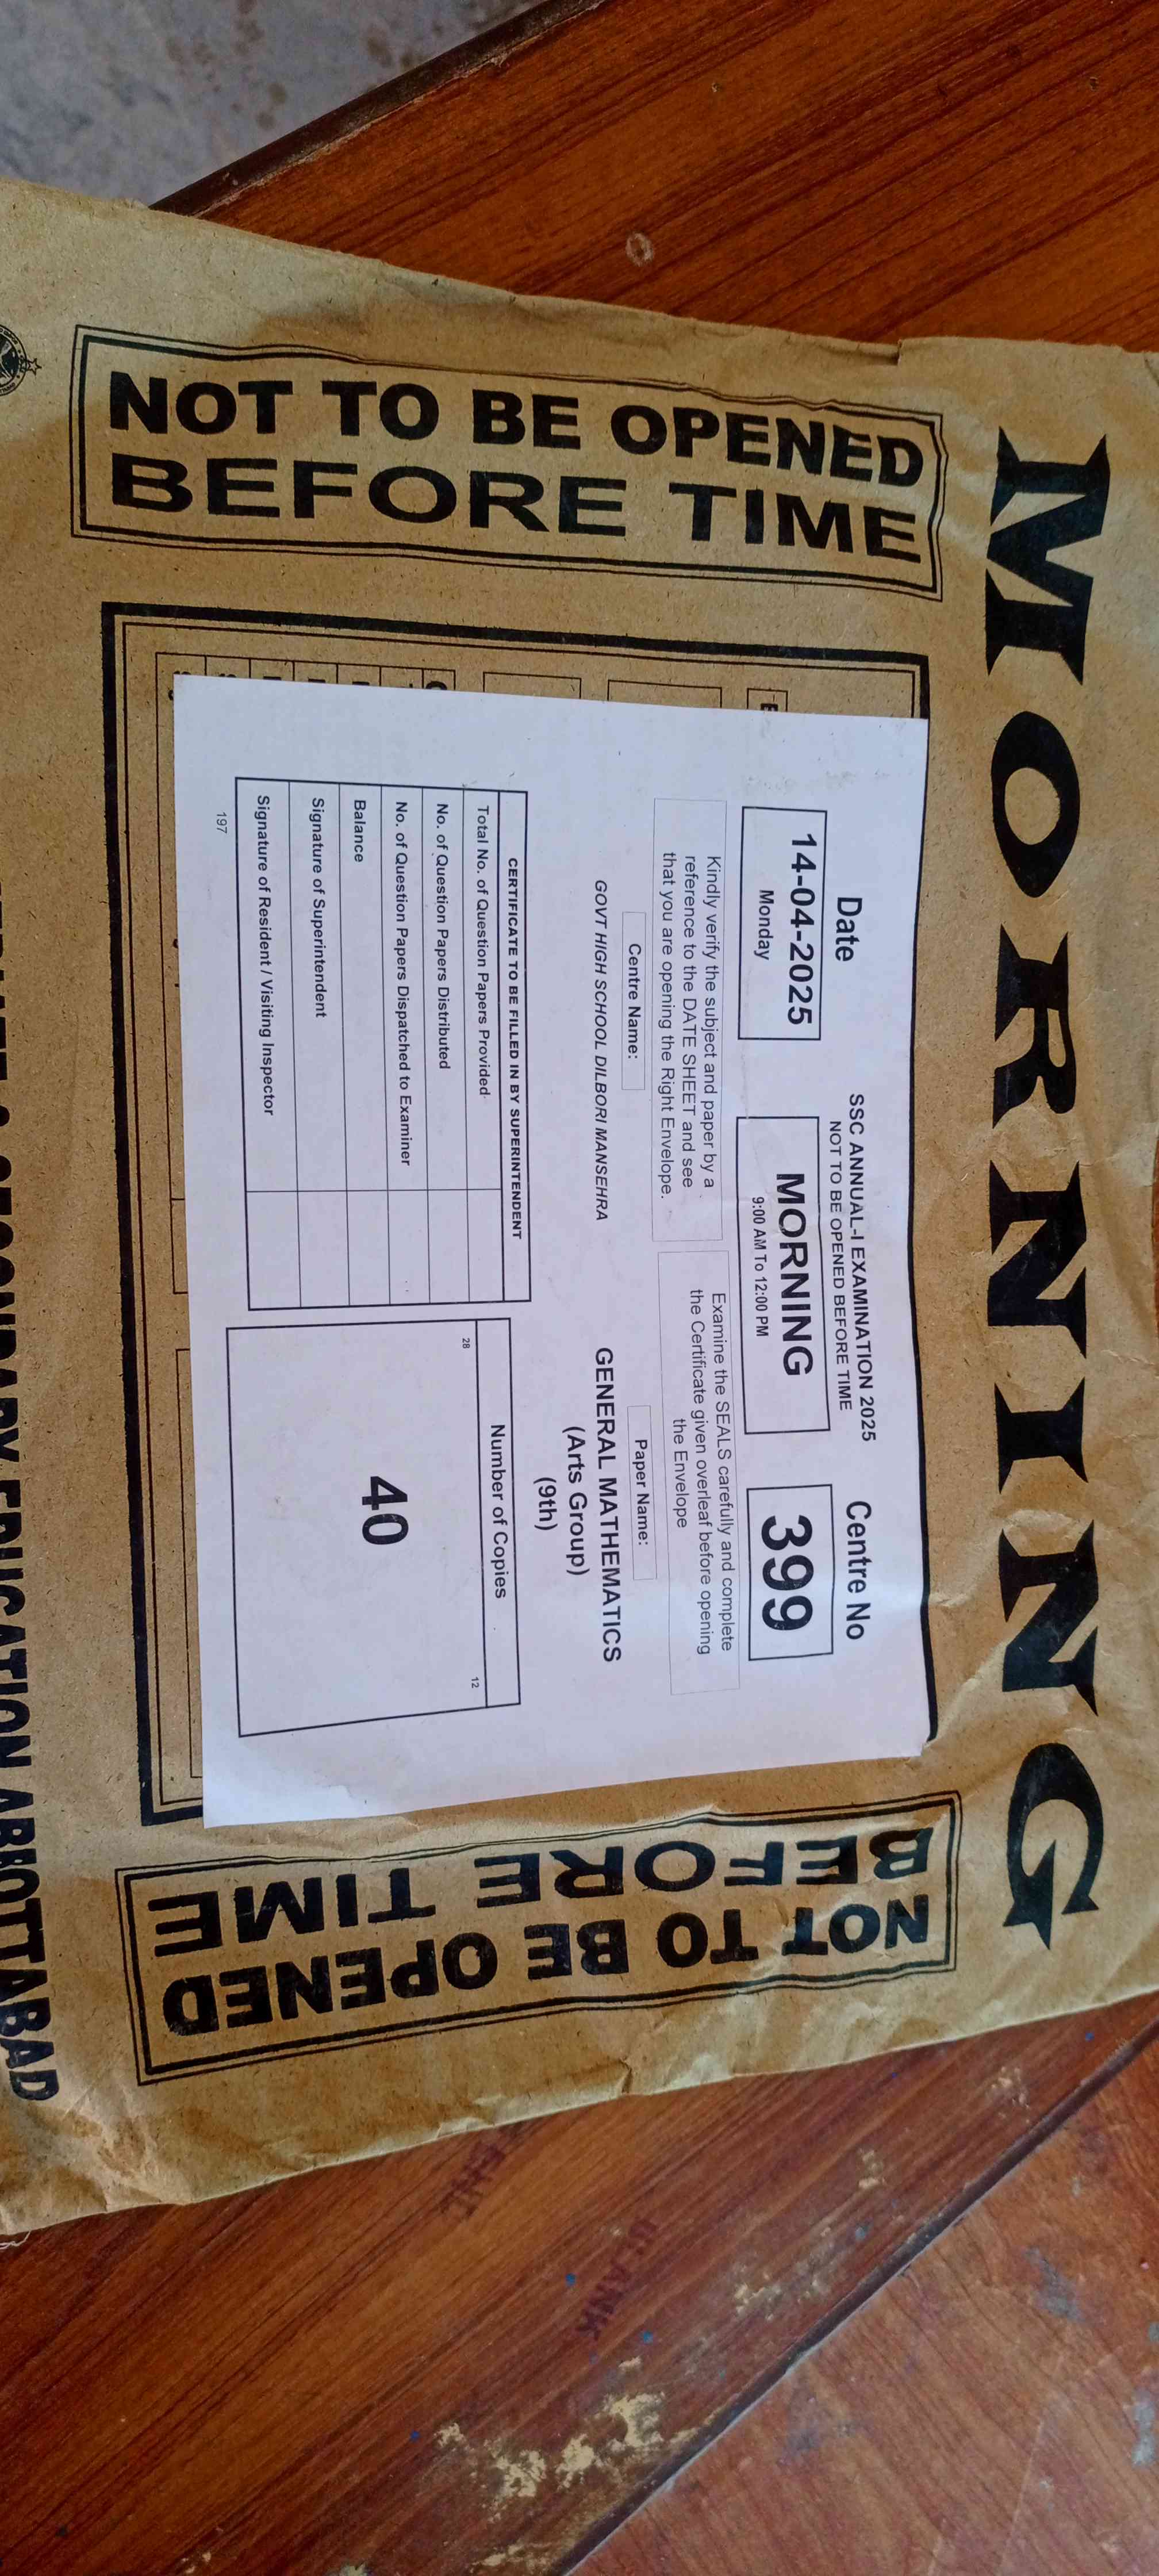 MORNING
NOT TO BE OPENED
BEFORE TIME
Date
SSC ANNUAL-I EXAMINATION 2025
NOT TO BE OPENED BEFORE TIME
Centre No
14-04-2025
Monday
MORNING
9:00 AM To 12:00 PM
399
Kindly verify the subject and paper by a
reference to the DATE SHEET and see
that you are opening the Right Envelope.
Examine the SEALS carefully and complete
the Certificate given overleaf before opening
the Envelope
Centre Name:
GOVT HIGH SCHOOL DILBORI MANSEHRA
Paper Name:
GENERAL MATHEMATICS
(Arts Group)
(9th)
CERTIFICATE TO BE FILLED IN BY SUPERINTENDENT
Total No. of Question Papers Provided
No. of Question Papers Distributed
No. of Question Papers Dispatched to Examiner
Balance
Signature of Superintendent
Signature of Resident / Visiting Inspector
197
Number of Copies
28
12
40
NOT TO BE OPENED
BEFORE TIME
SECONDARY EDUCATION ABBOTTABAD